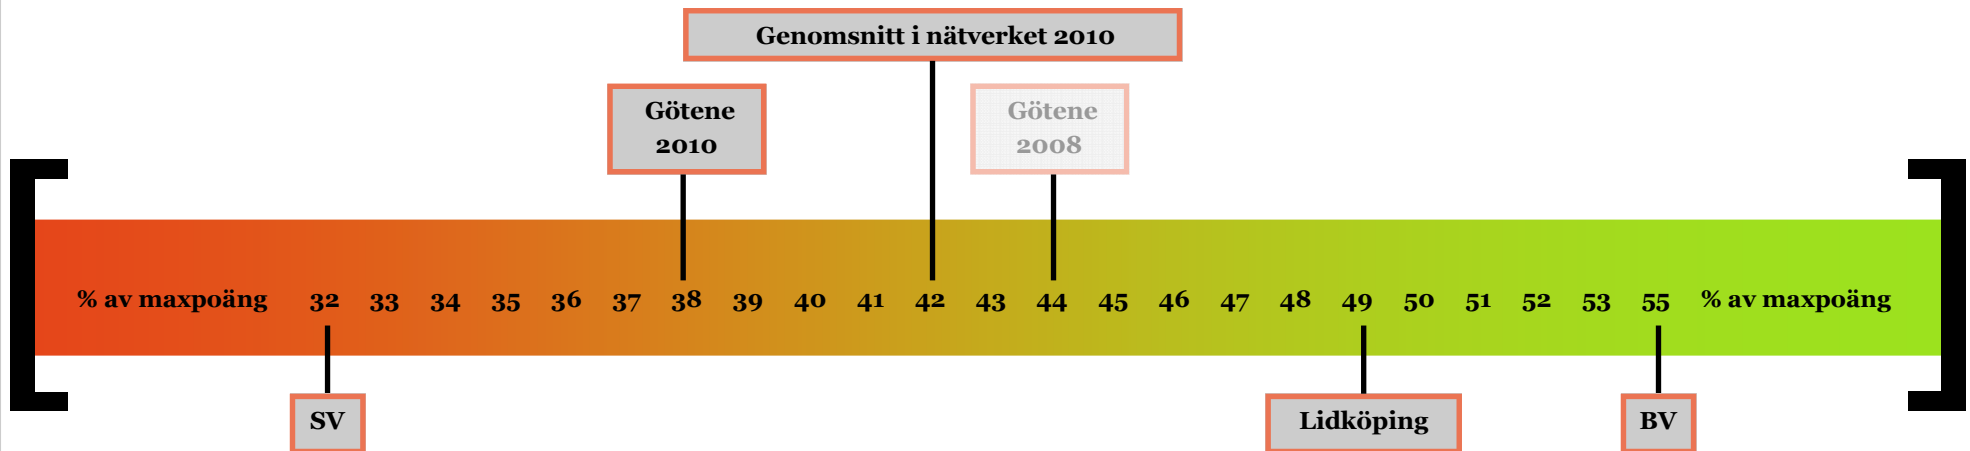 Genomsnitt i nätverket 2010
Götene
2010
Götene
2008
% av maxpoäng 32 33 34 35 36 37 38 39 40 41 42 43 44 45 46 47 48 49 50 51 52 53 55 % av maxpoäng
SV
Lidköping
BV